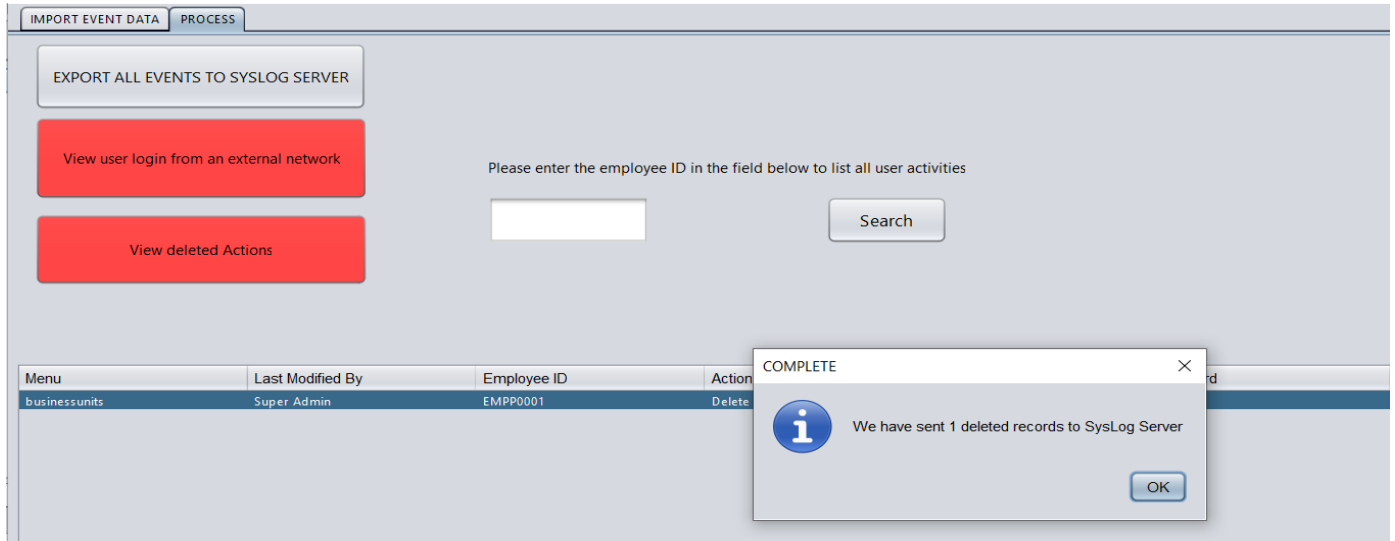 IMPORT EVENT DATA PROCESS
EXPORT ALL EVENTS TO SYSLOG SERVER
View user login from an external network
Please enter the employee ID in the field below to list all user activities
Search
View deleted Actions
COMPLETE
Menu Last Modified By Employee ID Action rd
businessunits Super Admin EMPP0001 Delete
We have sent 1 deleted records to SysLog Server
OK